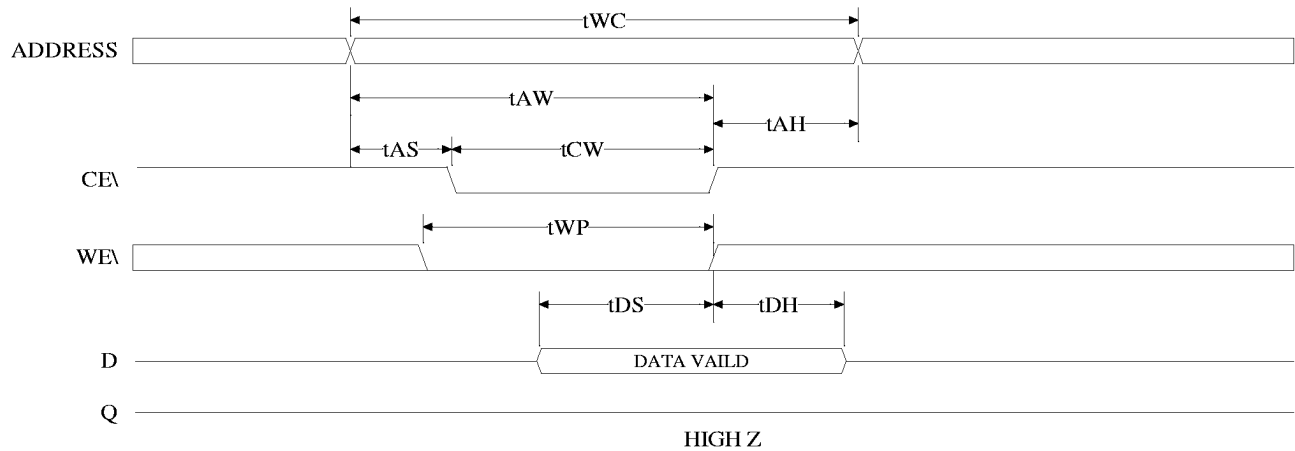 tWC
ADDRESS
tAW
tAH
tAS
tCW
CE\
tWP
WE\
tDS
tDH
D
DATA VAILD
Q
HIGH Z